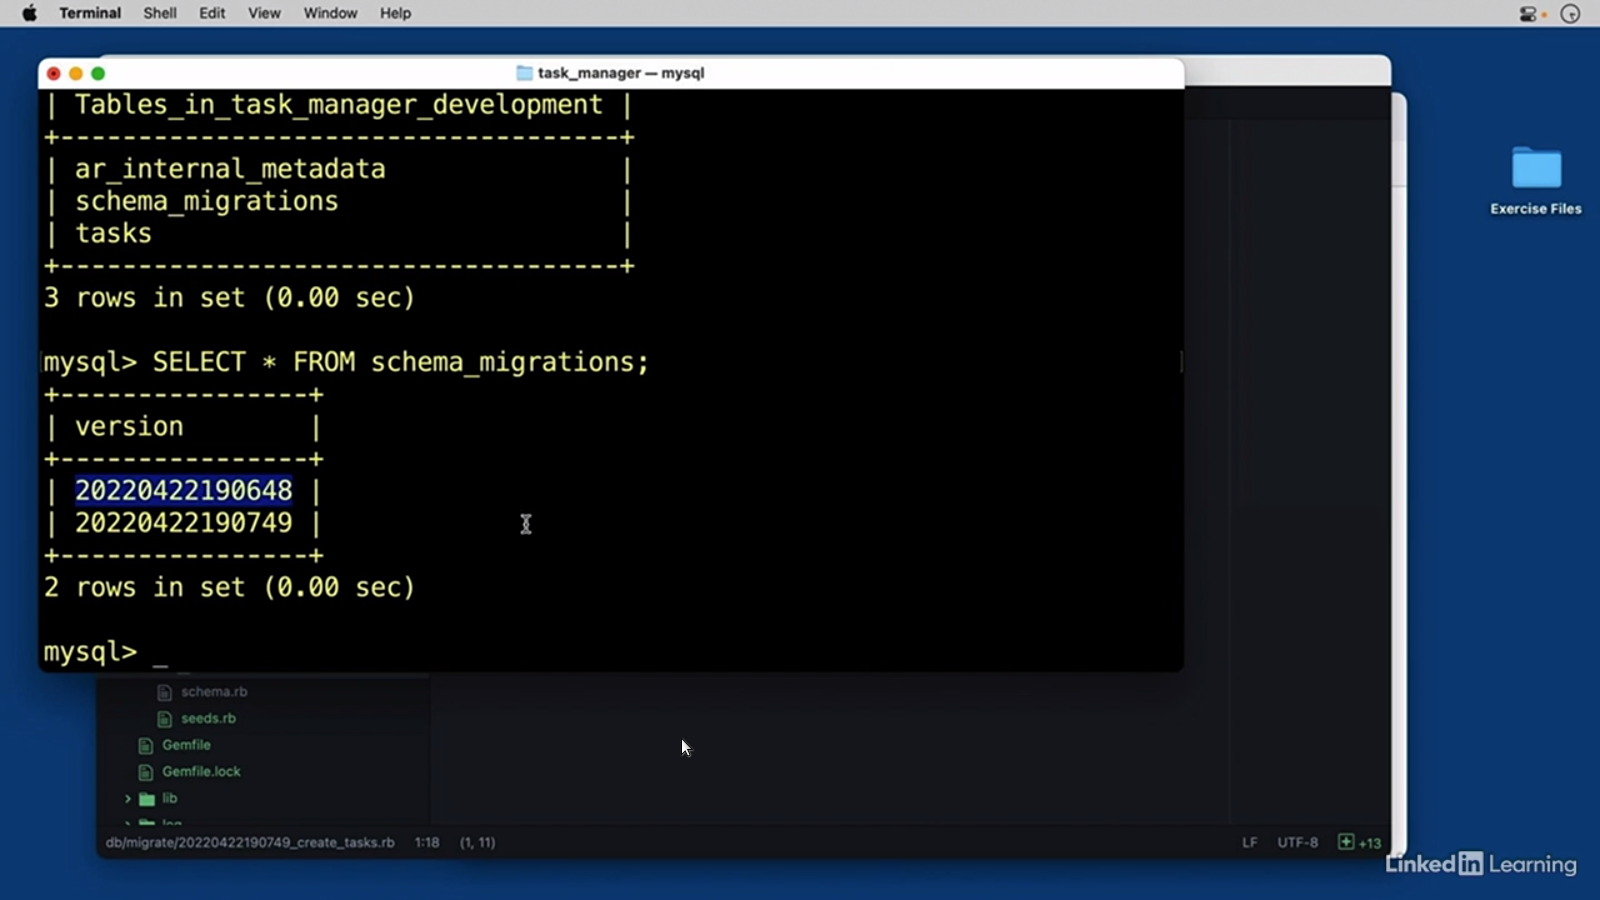 Terminal Shell Edit View Window Help
task_manager — mysql
| Tables_in_task_manager_development |
+------------------------------------+
| ar_internal_metadata |
| schema_migrations |
| tasks |
+------------------------------------+
3 rows in set (0.00 sec)
mysql> SELECT * FROM schema_migrations;
+----------------+
| version |
+----------------+
| 20220422190648 |
| 20220422190749 |
+----------------+
2 rows in set (0.00 sec)
mysql> _
Exercise Files
schema.rb
seeds.rb
Gemfile
Gemfile.lock
lib
log
db/migrate/20220422190749_create_tasks.rb 1:18 (1, 11) LF UTF-8 +13
LinkedIn Learning